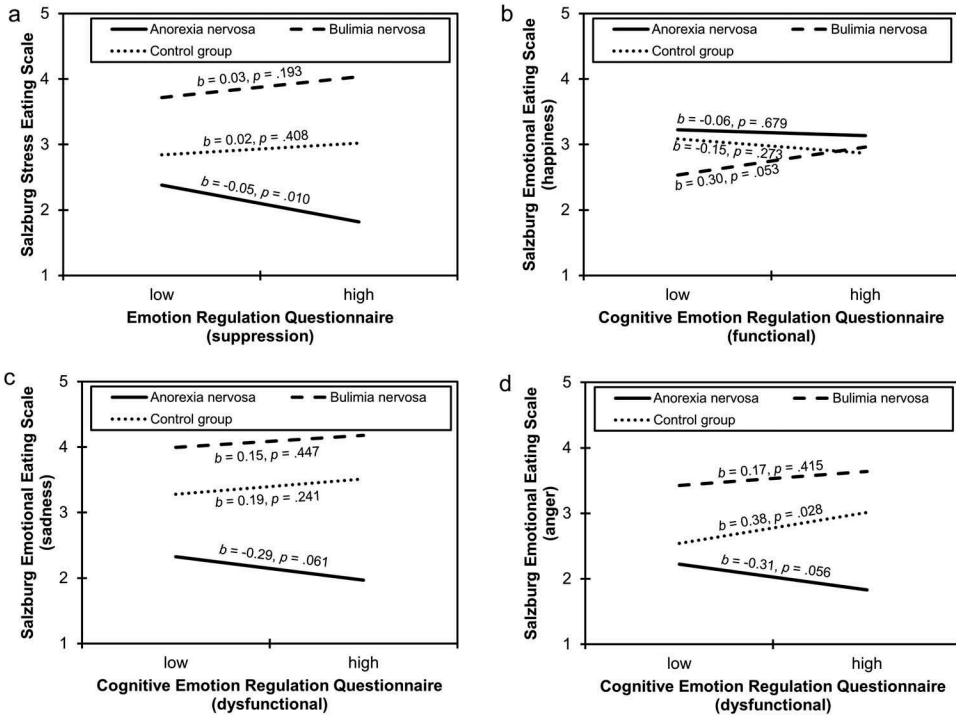 a
Anorexia nervosa Bulimia nervosa
Control group
Salzburg Stress Eating Scale
5
4
3
2
1
b = 0.03, p = .193
b = 0.02, p = .408
b = -0.05, p = .010
low high
Emotion Regulation Questionnaire
(suppression)
b
Anorexia nervosa Bulimia nervosa
Control group
Salzburg Emotional Eating Scale
(happiness)
5
4
3
2
1
b = -0.06, p = .679
b = -0.15, p = .273
b = 0.30, p = .053
low high
Cognitive Emotion Regulation Questionnaire
(functional)
c
Anorexia nervosa Bulimia nervosa
Control group
Salzburg Emotional Eating Scale
(sadness)
5
4
3
2
1
b = 0.15, p = .447
b = 0.19, p = .241
b = -0.29, p = .061
low high
Cognitive Emotion Regulation Questionnaire
(dysfunctional)
d
Anorexia nervosa Bulimia nervosa
Control group
Salzburg Emotional Eating Scale
(anger)
5
4
3
2
1
b = 0.17, p = .415
b = 0.38, p = .028
b = -0.31, p = .056
low high
Cognitive Emotion Regulation Questionnaire
(dysfunctional)